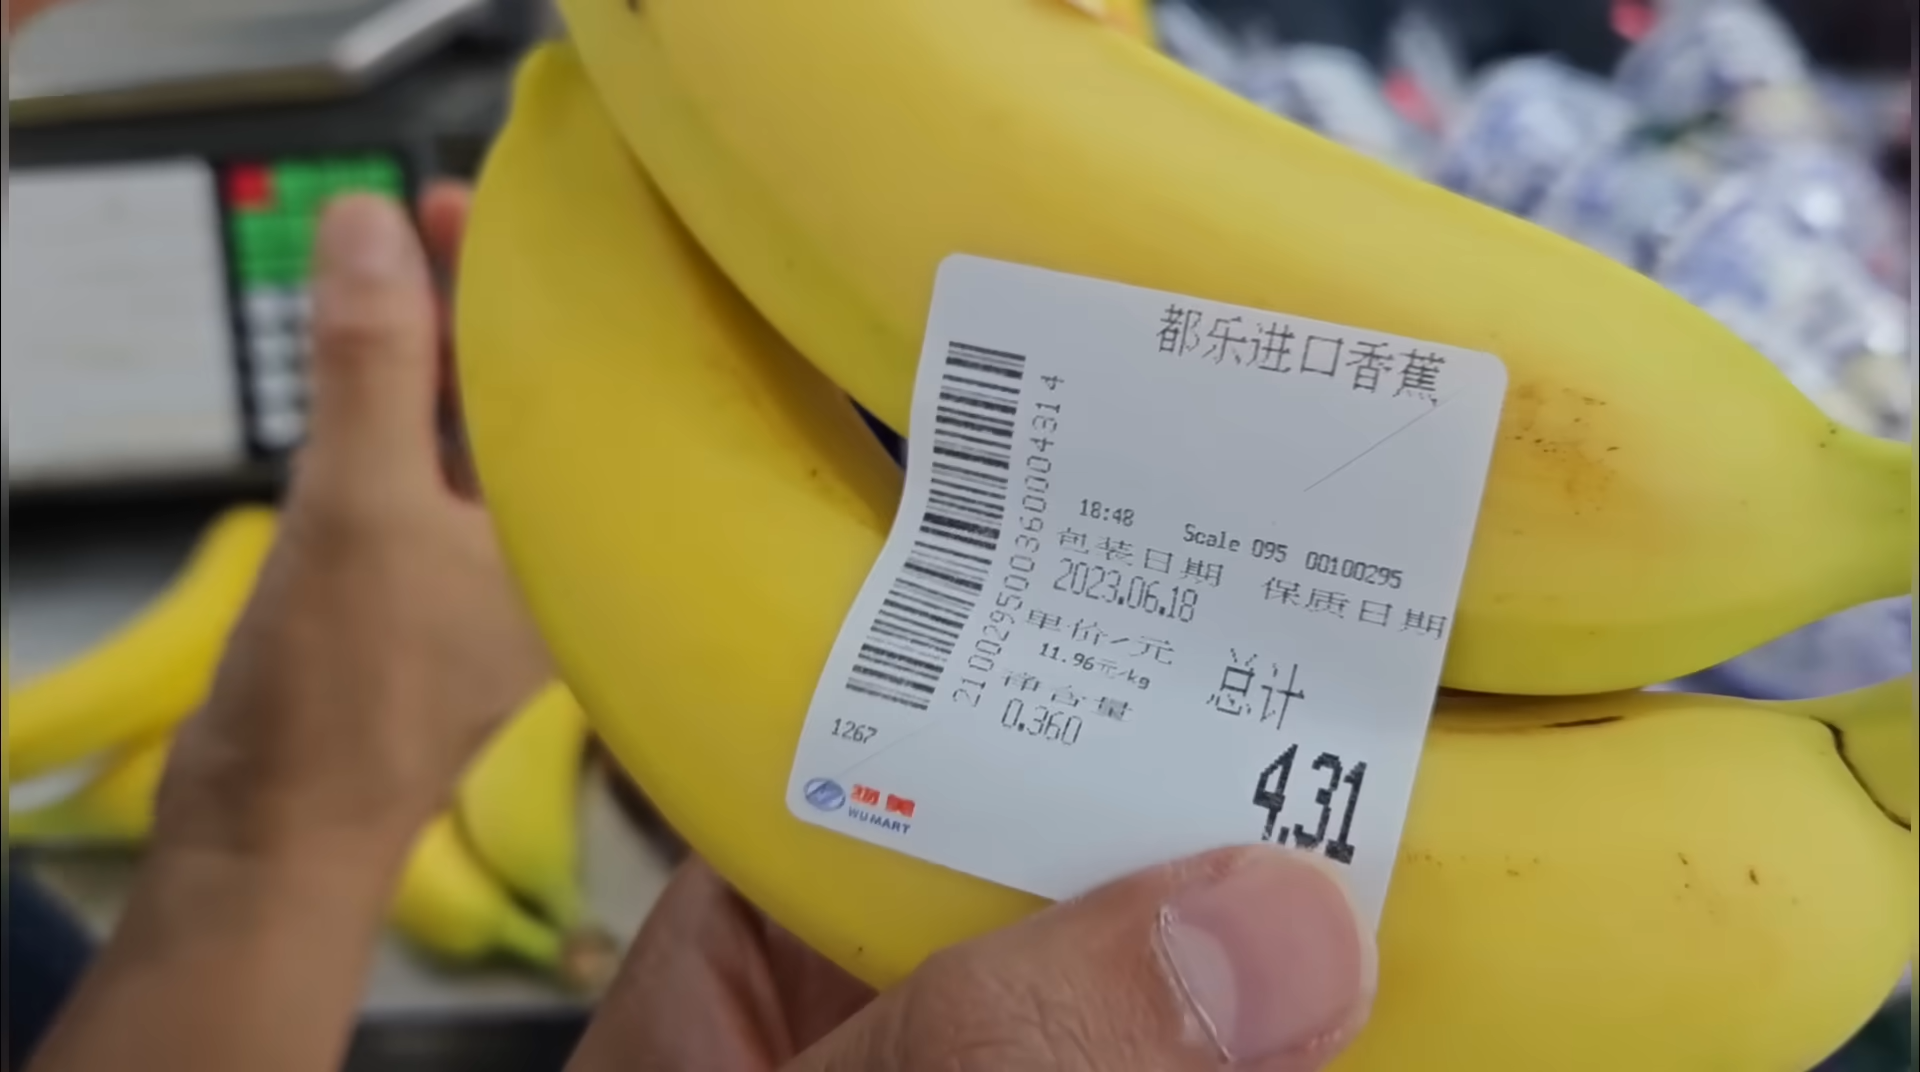 都乐进口香蕉
2100295003600004314
18:48 Scale 095 00100295
包装日期 保质日期
2023.06.18
单价/元
11.96元/kg
总计
净含量
0.360
4.31
1267
物美
WUMART